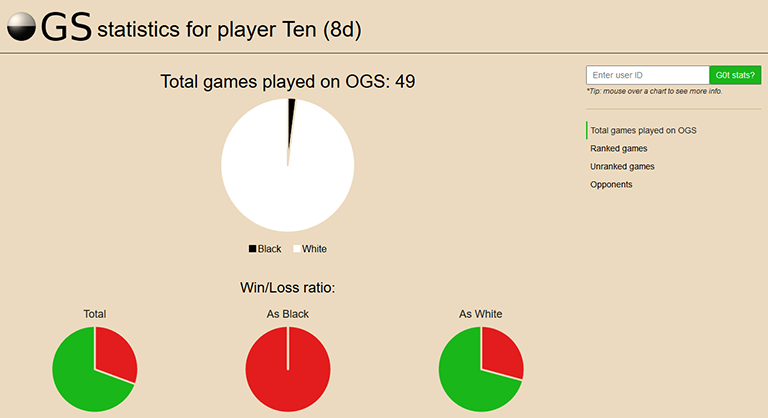 OGS statistics for player Ten (8d)
Enter user ID
G0t stats?
*Tip: mouse over a chart to see more info.
Total games played on OGS: 49
Black
White
Total games played on OGS
Ranked games
Unranked games
Opponents
Win/Loss ratio:
Total
As Black
As White